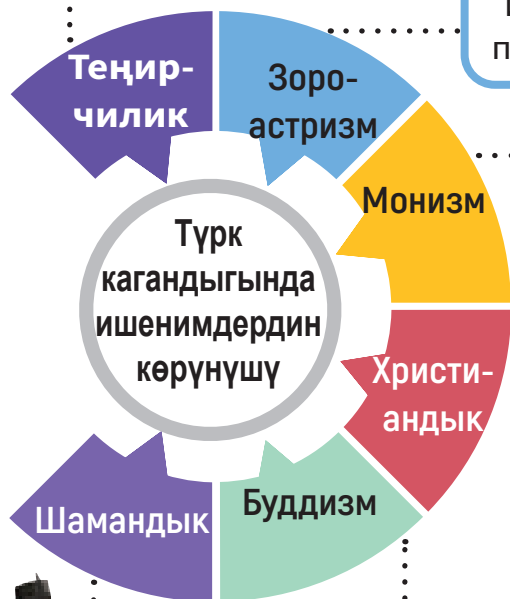 Теңир-
чилик
Зоро-
астризм
Монизм
Түрк
кагандыгында
ишенимдердин
көрүнүшү
Христи-
андык
Буддизм
Шамандык